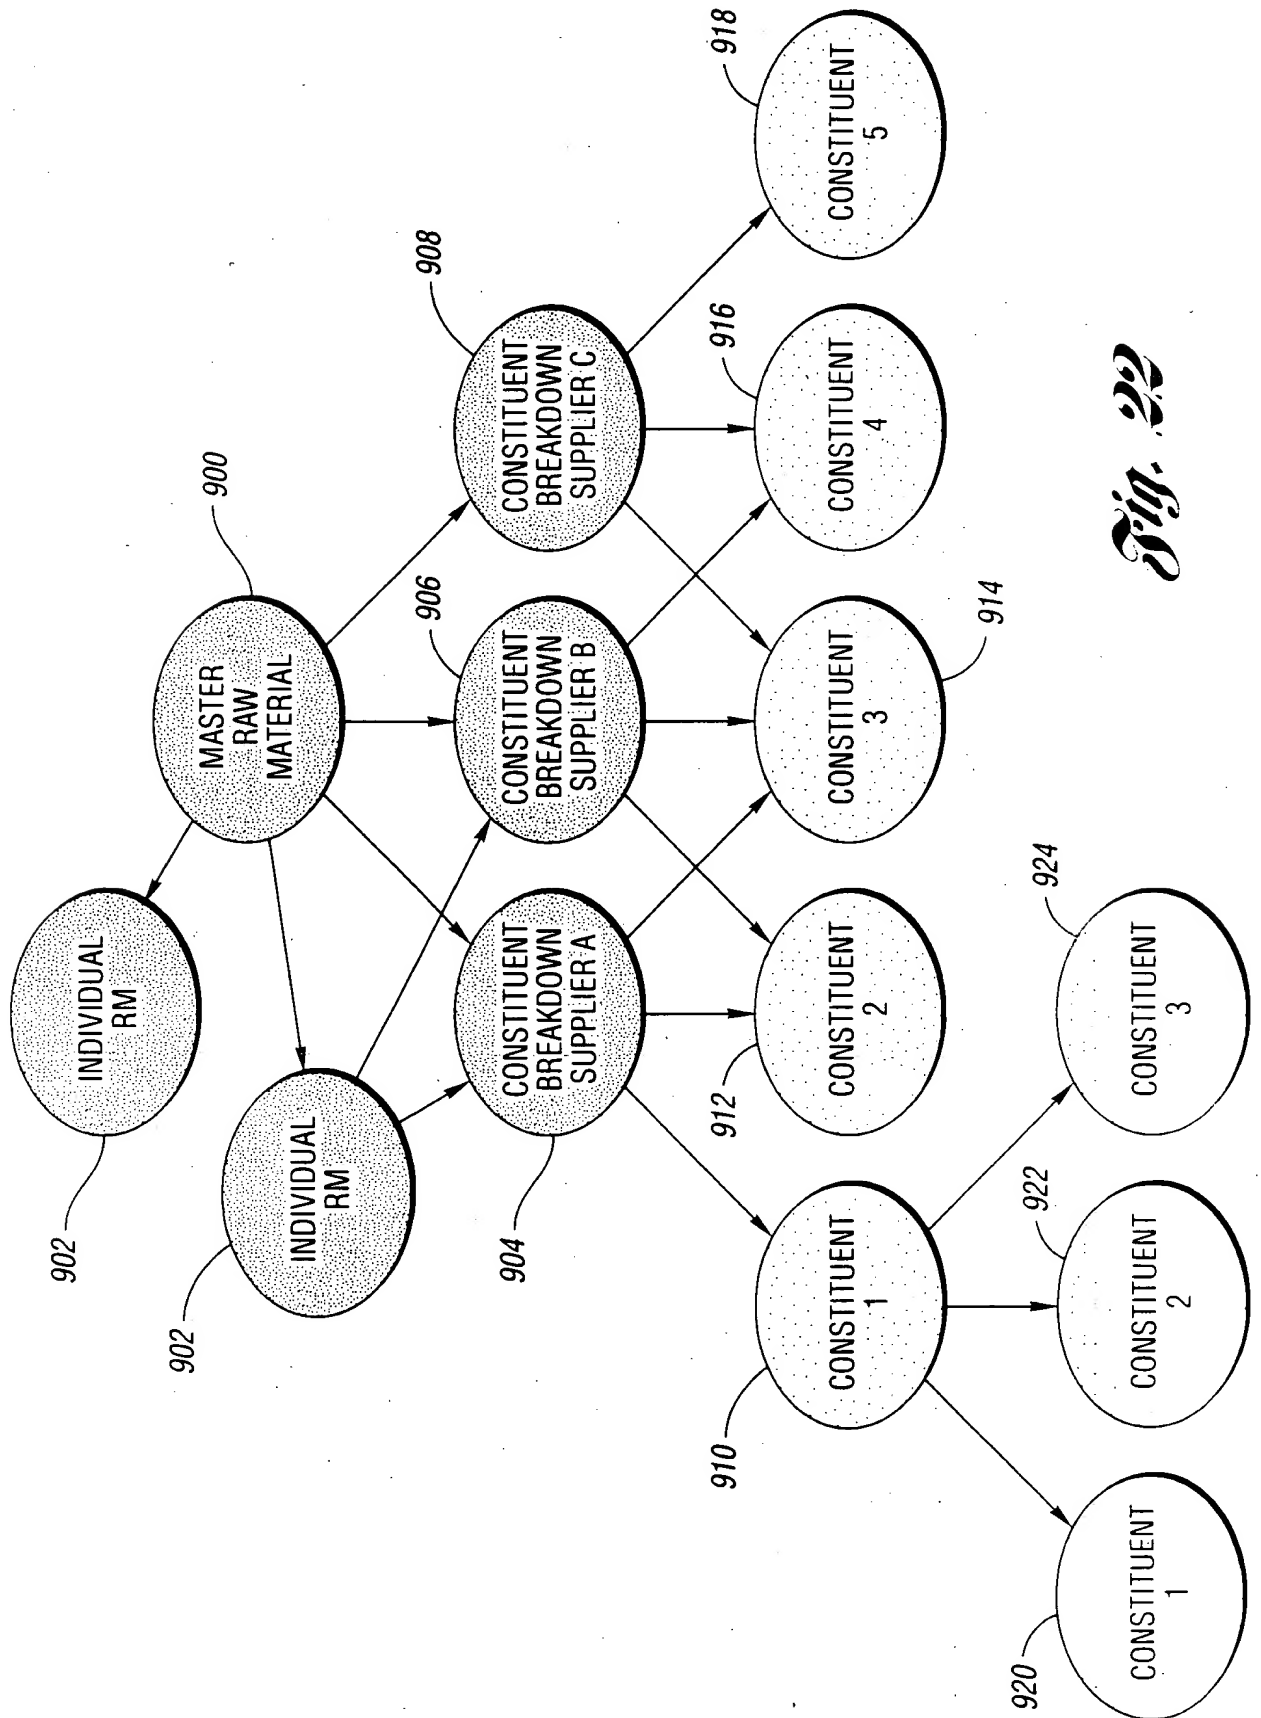 902
INDIVIDUAL
RM
902
INDIVIDUAL
RM
900
MASTER
RAW
MATERIAL
904
CONSTITUENT
BREAKDOWN
SUPPLIER A
906
CONSTITUENT
BREAKDOWN
SUPPLIER B
908
CONSTITUENT
BREAKDOWN
SUPPLIER C
910
CONSTITUENT
1
912
CONSTITUENT
2
914
CONSTITUENT
3
916
CONSTITUENT
4
918
CONSTITUENT
5
920
CONSTITUENT
1
922
CONSTITUENT
2
924
CONSTITUENT
3
Fig. 22